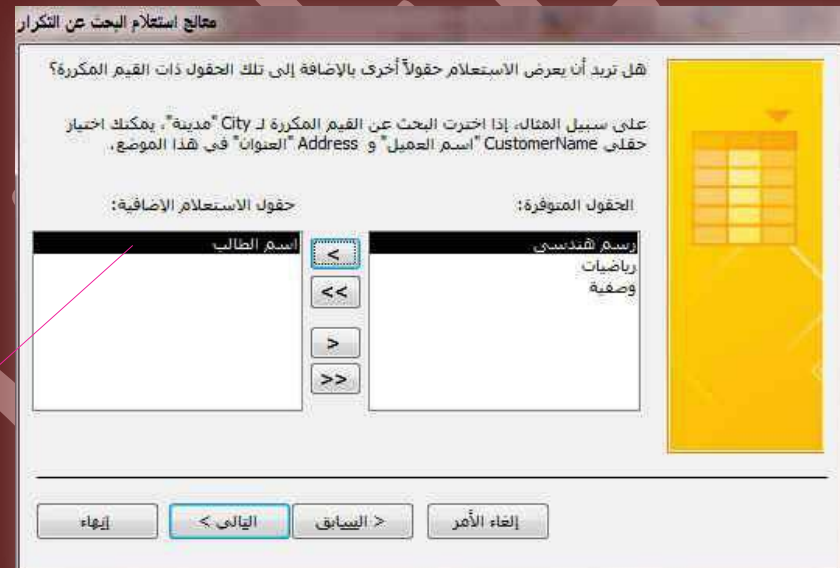 معالج استعلام البحث عن التكرار
هل تريد أن يعرض الاستعلام حقولاً أخرى بالإضافة إلى تلك الحقول ذات القيم المكررة؟
على سبيل المثال، إذا اخترت البحث عن القيم المكررة لـ City "مدينة"، يمكنك اختيار
حقلي CustomerName "اسم العميل" و Address "العنوان" في هذا الموضع.
الحقول المتوفرة:
حقول الاستعلام الإضافية:
رسم هندسي
رياضيات
وصفية
<
<<
>
>>
اسم الطالب
إلغاء الأمر
< السابق
التالي >
إنهاء